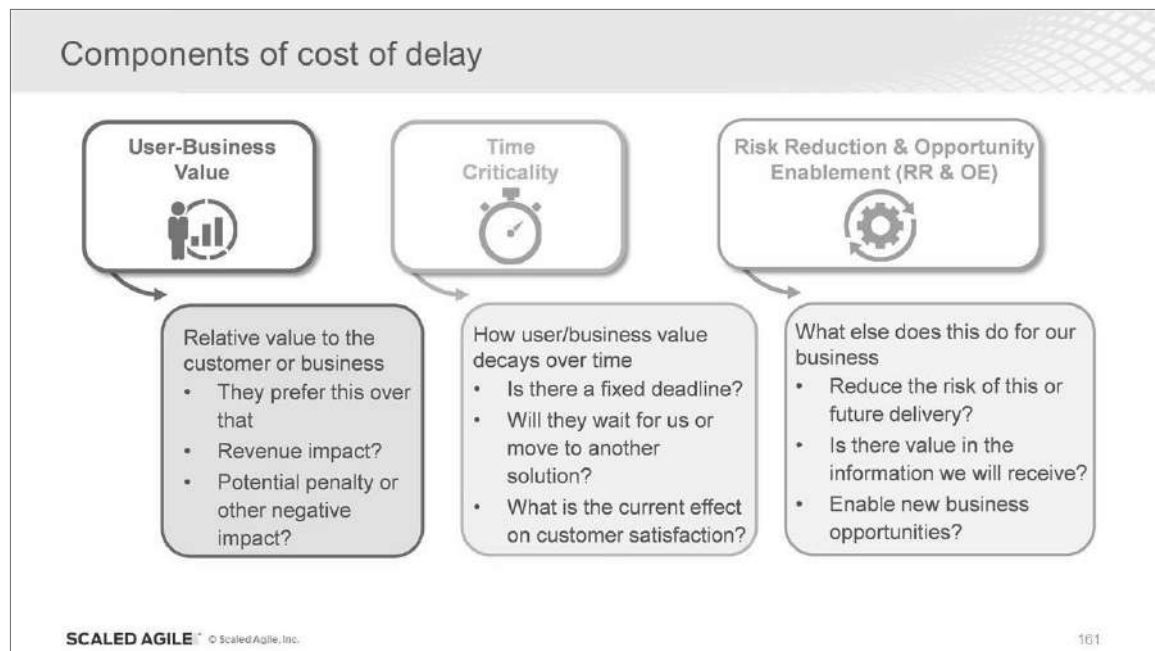 Components of cost of delay
User-Business
Value
Time
Criticality
Risk Reduction & Opportunity
Enablement (RR & OE)
Relative value to the
customer or business
• They prefer this over
that
• Revenue impact?
• Potential penalty or
other negative
impact?
How user/business value
decays over time
• Is there a fixed deadline?
• Will they wait for us or
move to another
solution?
• What is the current effect
on customer satisfaction?
What else does this do for our
business
• Reduce the risk of this or
future delivery?
• Is there value in the
information we will receive?
• Enable new business
opportunities?
SCALED AGILE © Scaled Agile, Inc.
161